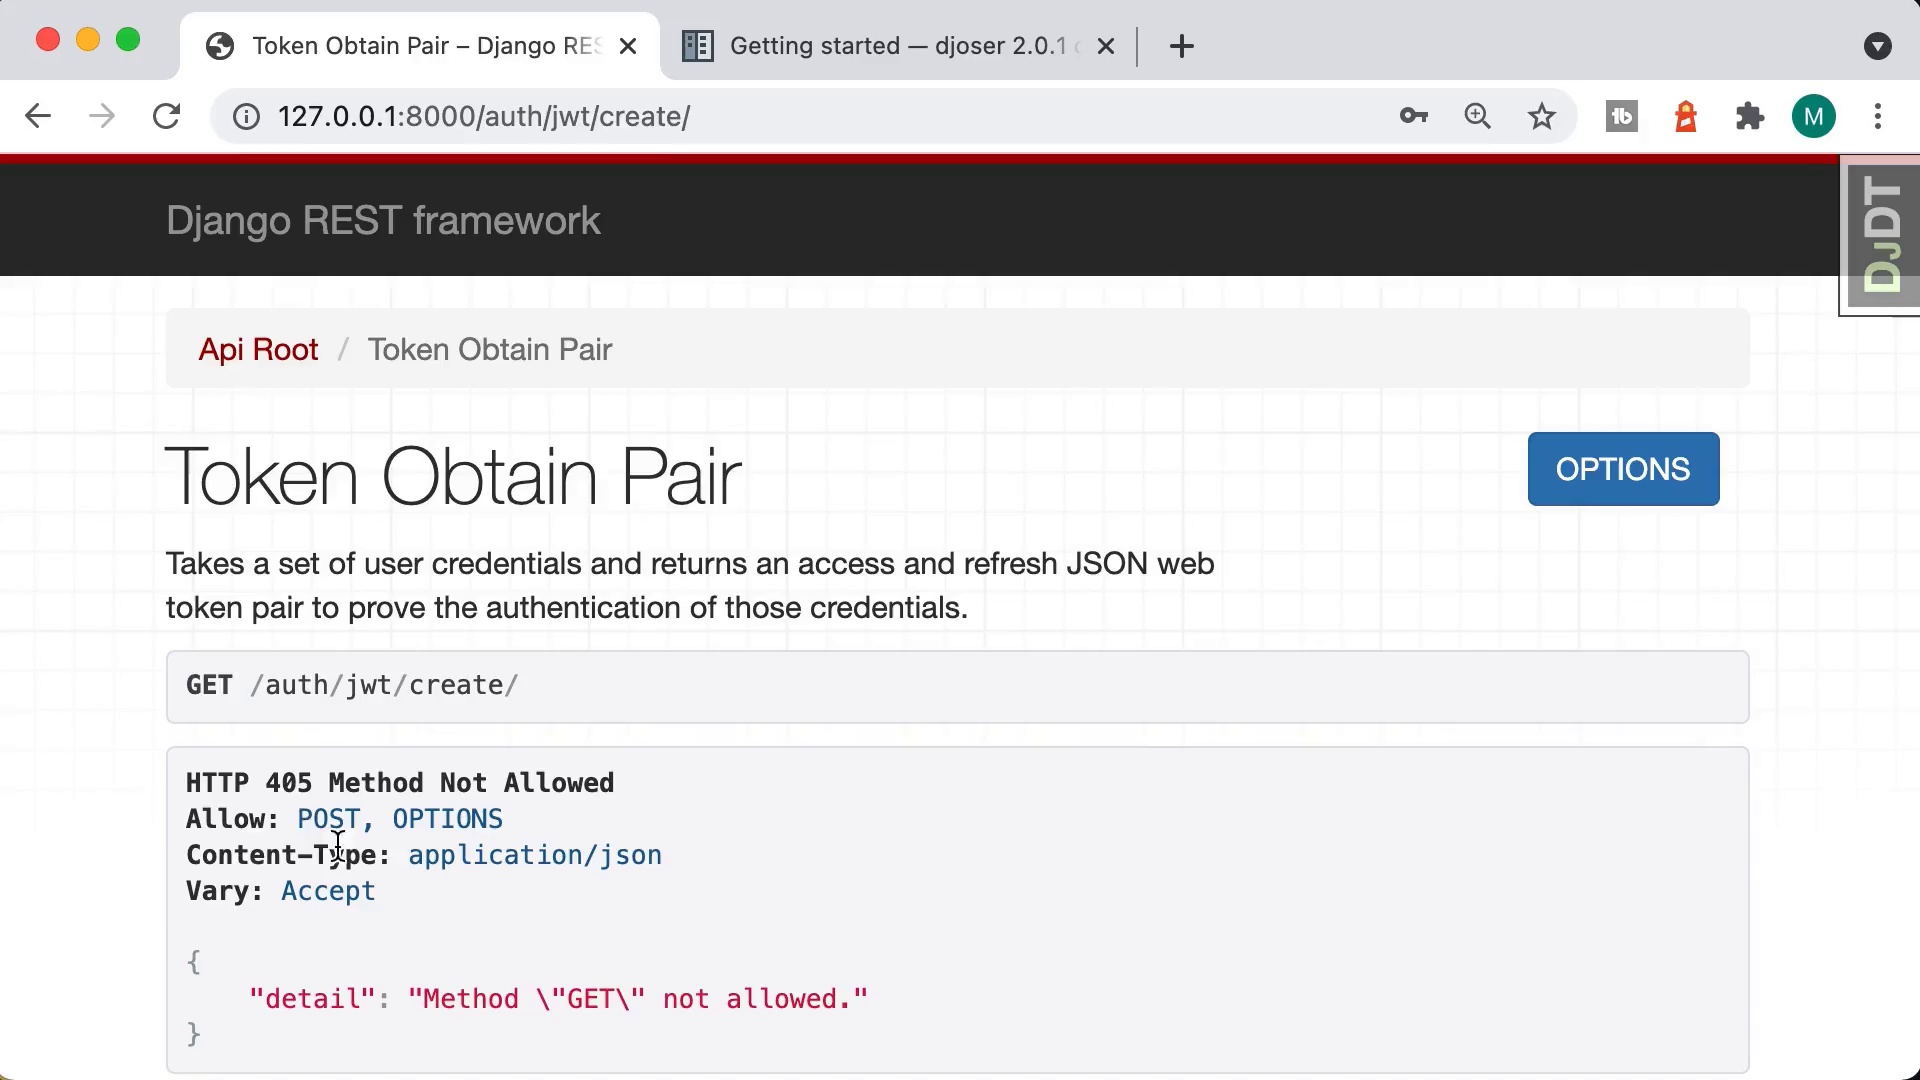 Token Obtain Pair – Django RES
Getting started — djoser 2.0.1
127.0.0.1:8000/auth/jwt/create/
M
Django REST framework
DJDT
Api Root / Token Obtain Pair
Token Obtain Pair
OPTIONS
Takes a set of user credentials and returns an access and refresh JSON web
token pair to prove the authentication of those credentials.
GET /auth/jwt/create/
HTTP 405 Method Not Allowed
Allow: POST, OPTIONS
Content-Type: application/json
Vary: Accept
{
"detail": "Method \"GET\" not allowed."
}